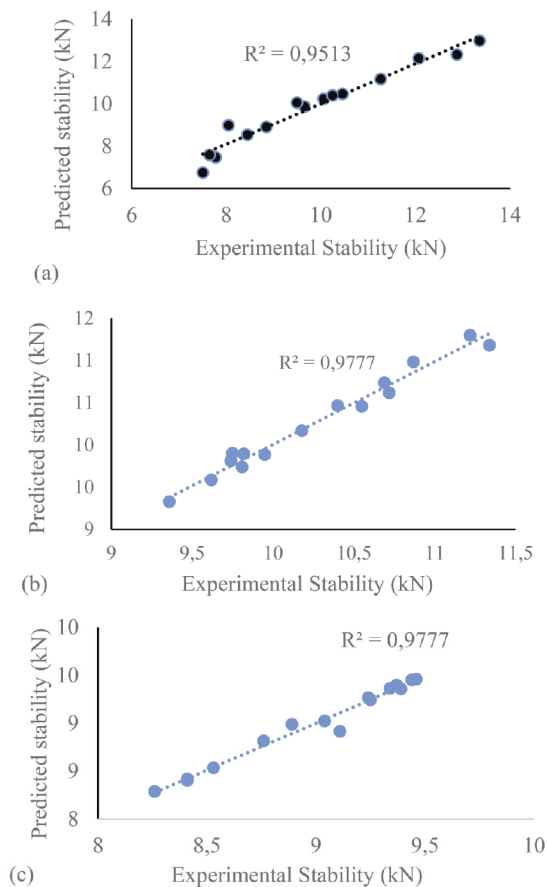 14
12
10
8
6
Predicted stability (kN)
R² = 0,9513
6 8 10 12 14
Experimental Stability (kN)
(a)
12
11
11
10
10
9
Predicted stability (kN)
R² = 0,9777
9 9,5 10 10,5 11 11,5
Experimental Stability (kN)
(b)
10
10
9
9
8
Predicted stability (kN)
R² = 0,9777
8 8,5 9 9,5 10
Experimental Stability (kN)
(c)